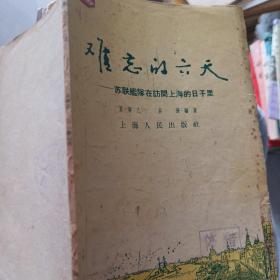 难忘的六天
——苏联艦隊在訪問上海的日子里
上海人民出版社